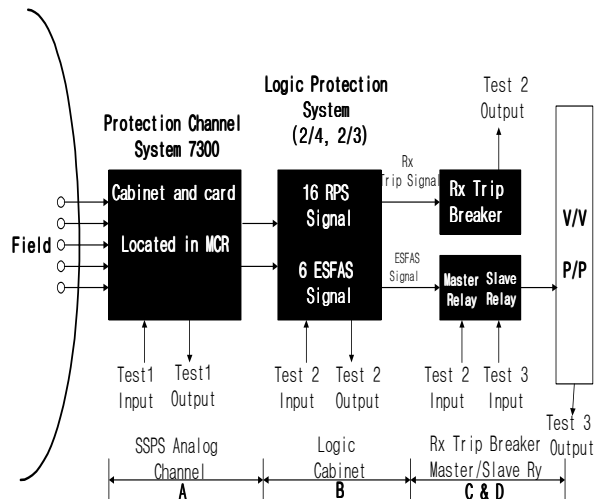 Logic Protection
System
(2/4, 2/3)
Test 2
Output
Protection Channel
System 7300
Rx
Trip Signal
Cabinet and card
Located in MCR
16 RPS
Signal
6 ESFAS
Signal
Rx Trip
Breaker
V/V
P/P
Field
ESFAS
Signal
Master
Relay
Slave
Relay
Test1
Input
Test1
Output
Test 2
Input
Test 2
Output
Test 2
Input
Test 3
Input
Test 3
Output
SSPS Analog
Channel
Logic
Cabinet
Rx Trip Breaker
Master/Slave Ry
A
B
C & D